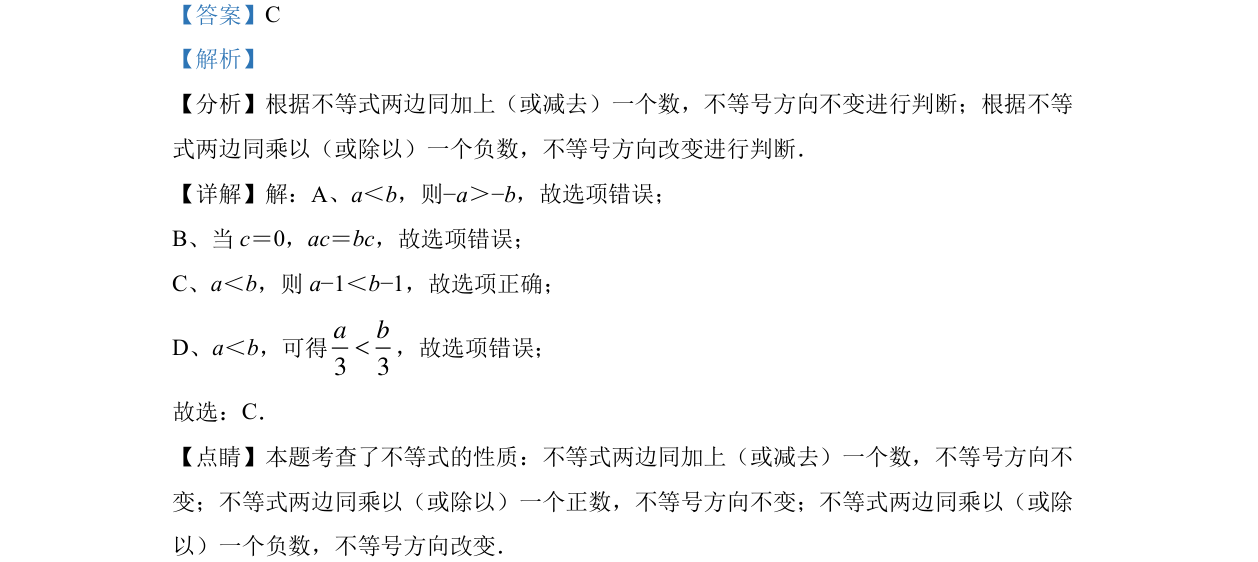 【答案】C
【解析】
【分析】根据不等式两边同加上（或减去）一个数，不等号方向不变进行判断；根据不等
式两边同乘以（或除以）一个负数，不等号方向改变进行判断．
【详解】解：A、a＜b，则−a＞−b，故选项错误；
B、当 c＝0，ac＝bc，故选项错误；
C、a＜b，则 a−1＜b−1，故选项正确；
D、a＜b，可得 a/3 < b/3，故选项错误；
故选：C．
【点睛】本题考查了不等式的性质：不等式两边同加上（或减去）一个数，不等号方向不
变；不等式两边同乘以（或除以）一个正数，不等号方向不变；不等式两边同乘以（或除
以）一个负数，不等号方向改变．